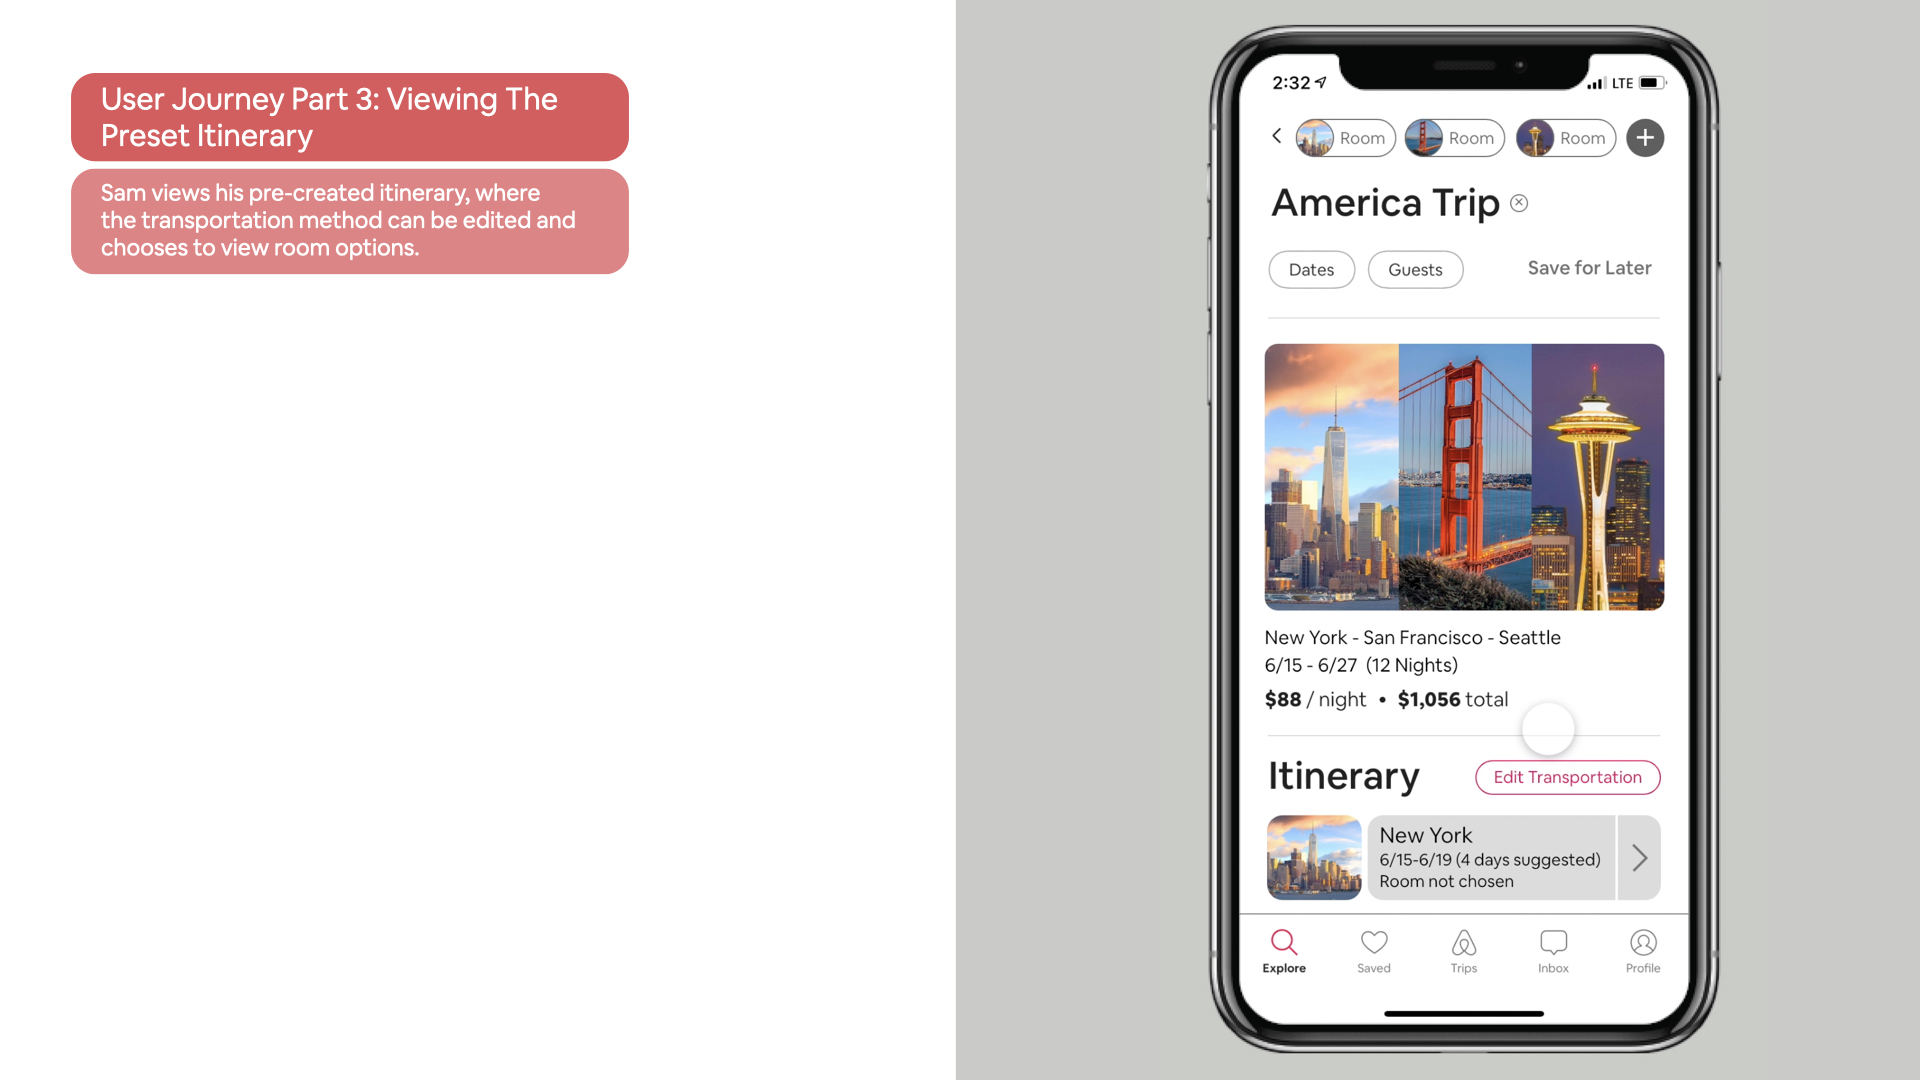 User Journey Part 3: Viewing The
Preset Itinerary
Sam views his pre-created itinerary, where
the transportation method can be edited and
chooses to view room options.
2:32 LTE
Room Room Room +
America Trip
Dates Guests Save for Later
New York - San Francisco - Seattle
6/15 - 6/27 (12 Nights)
$88 / night • $1,056 total
Itinerary Edit Transportation
New York
6/15-6/19 (4 days suggested)
Room not chosen
Explore Saved Trips Inbox Profile